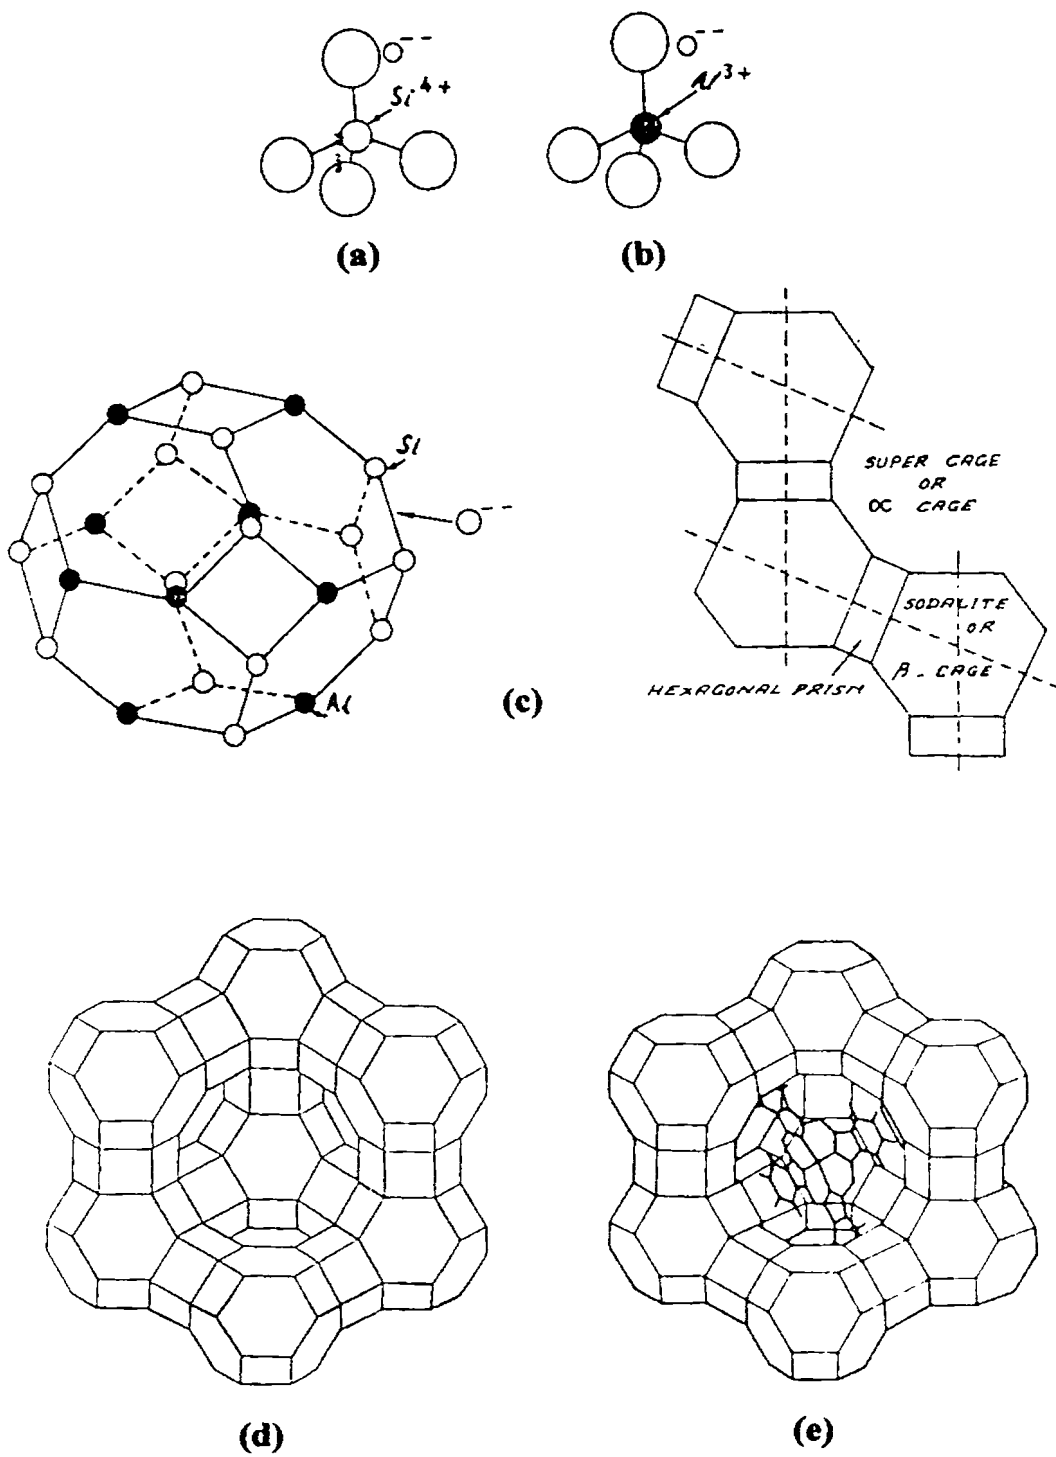 O--
Si4+
O--
Al3+
(a)
(b)
Si
O--
Al
SUPER CAGE
OR
α CAGE
SODALITE
OR
β - CAGE
HEXAGONAL PRISM
(c)
(d)
(e)